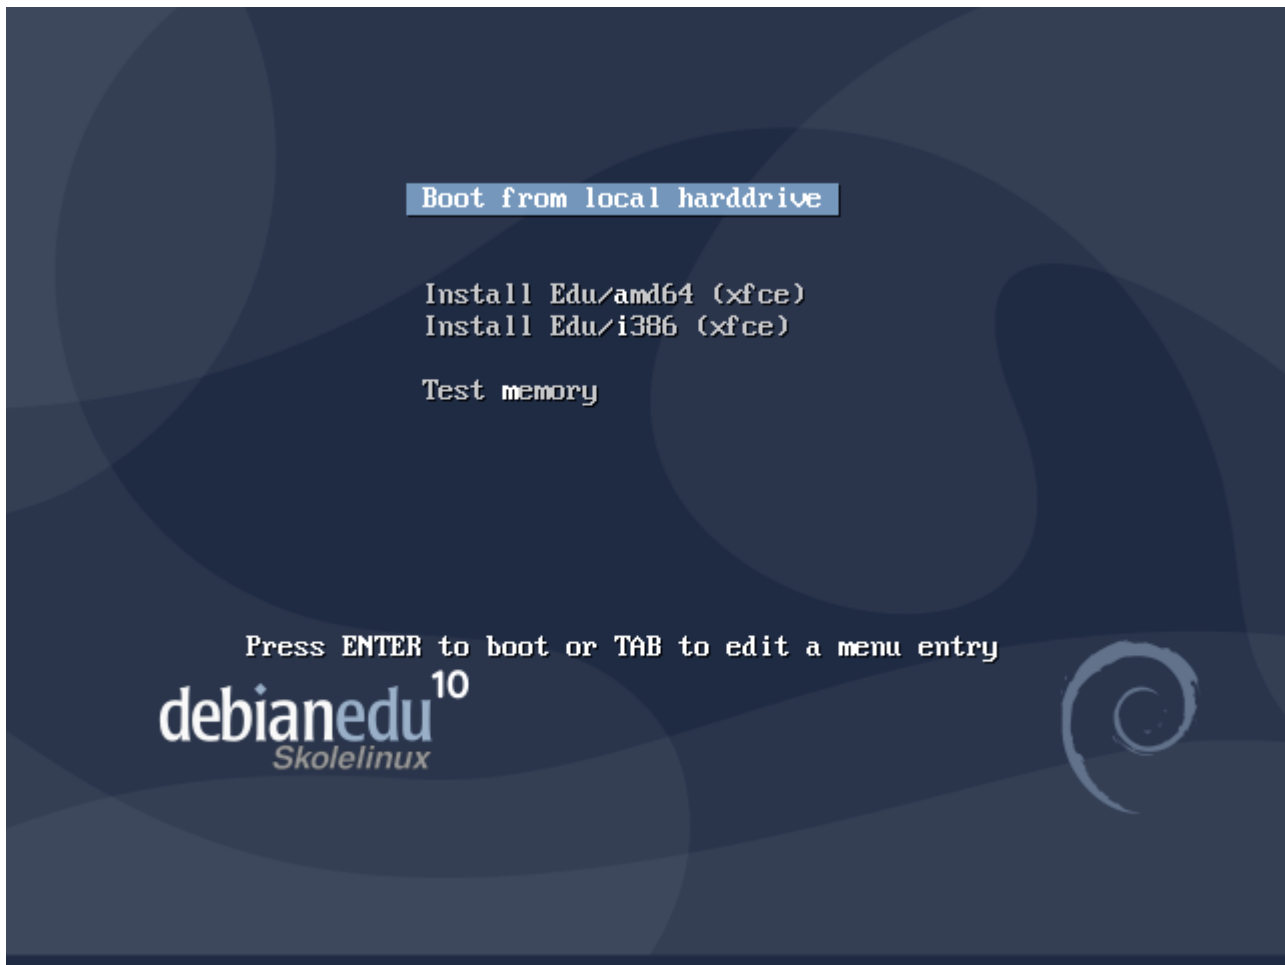 Boot from local harddrive
Install Edu/amd64 (xfce)
Install Edu/i386 (xfce)
Test memory
Press ENTER to boot or TAB to edit a menu entry
debianedu 10
Skolelinux